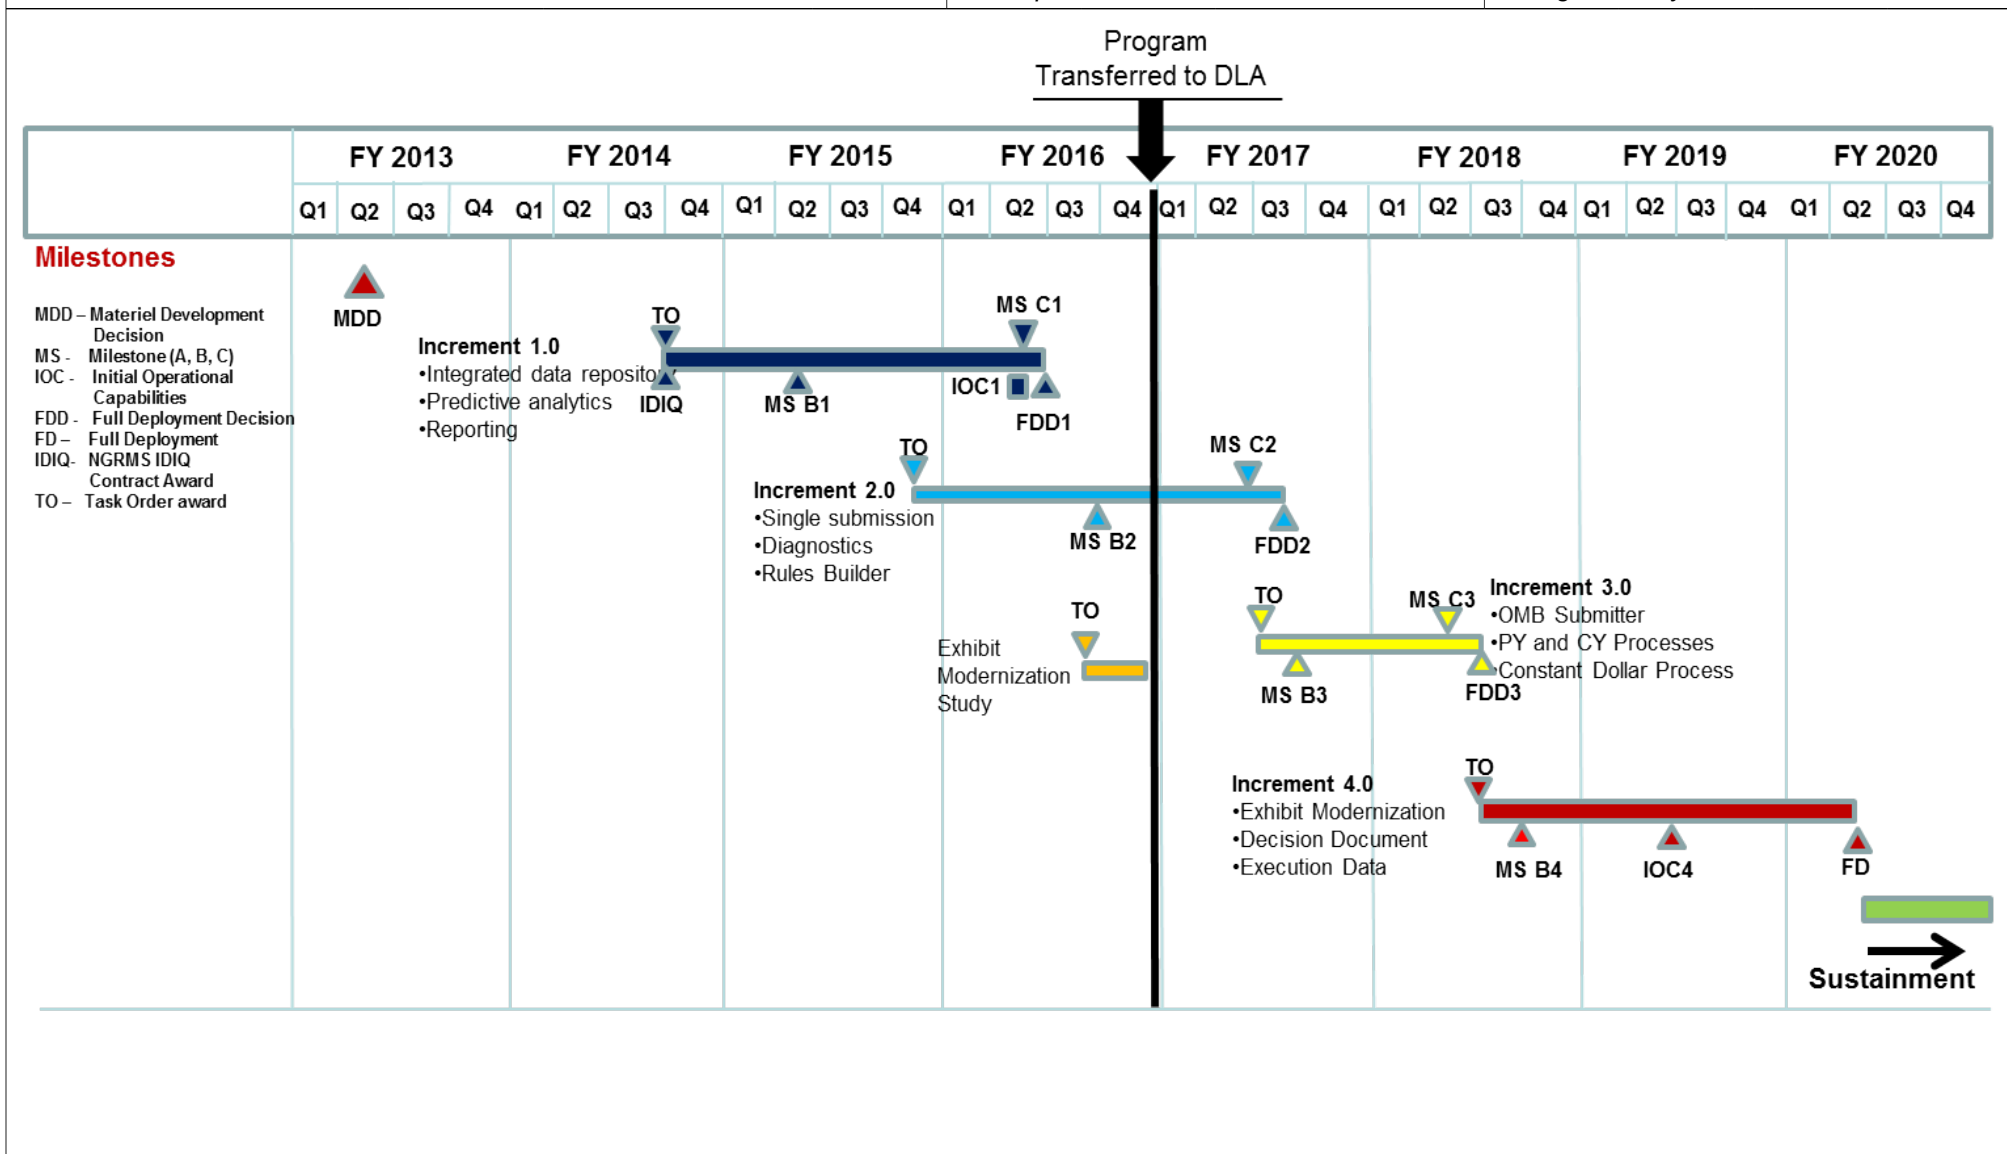 Program
Transferred to DLA
FY 2013 FY 2014 FY 2015 FY 2016 FY 2017 FY 2018 FY 2019 FY 2020
Q1 Q2 Q3 Q4 Q1 Q2 Q3 Q4 Q1 Q2 Q3 Q4 Q1 Q2 Q3 Q4 Q1 Q2 Q3 Q4 Q1 Q2 Q3 Q4 Q1 Q2 Q3 Q4 Q1 Q2 Q3 Q4
Milestones
MDD – Materiel Development
Decision
MS - Milestone (A, B, C)
IOC - Initial Operational
Capabilities
FDD - Full Deployment Decision
FD – Full Deployment
IDIQ- NGRMS IDIQ
Contract Award
TO – Task Order award
MDD
Increment 1.0
•Integrated data repository
•Predictive analytics
•Reporting
TO
IDIQ
MS B1
MS C1
IOC1
FDD1
TO
Increment 2.0
•Single submission
•Diagnostics
•Rules Builder
MS B2
MS C2
FDD2
TO
Exhibit
Modernization
Study
TO
MS B3
MS C3
FDD3
Increment 3.0
•OMB Submitter
•PY and CY Processes
•Constant Dollar Process
Increment 4.0
•Exhibit Modernization
•Decision Document
•Execution Data
TO
MS B4
IOC4
FD
Sustainment